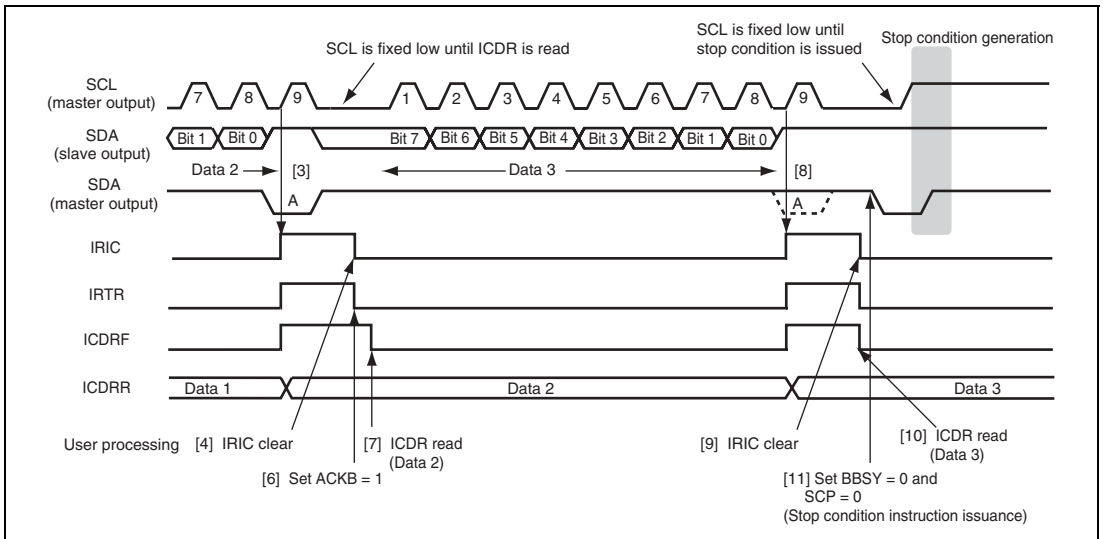 SCL is fixed low until ICDR is read
SCL is fixed low until
stop condition is issued
Stop condition generation
SCL
(master output)
7 8 9 1 2 3 4 5 6 7 8 9
SDA
(slave output)
Bit 1 Bit 0 Bit 7 Bit 6 Bit 5 Bit 4 Bit 3 Bit 2 Bit 1 Bit 0
Data 2 [3] Data 3 [8]
SDA
(master output)
A A
IRIC
IRTR
ICDRF
ICDRR Data 1 Data 2 Data 3
User processing [4] IRIC clear [7] ICDR read
(Data 2)
[6] Set ACKB = 1
[9] IRIC clear [10] ICDR read
(Data 3)
[11] Set BBSY = 0 and
SCP = 0
(Stop condition instruction issuance)